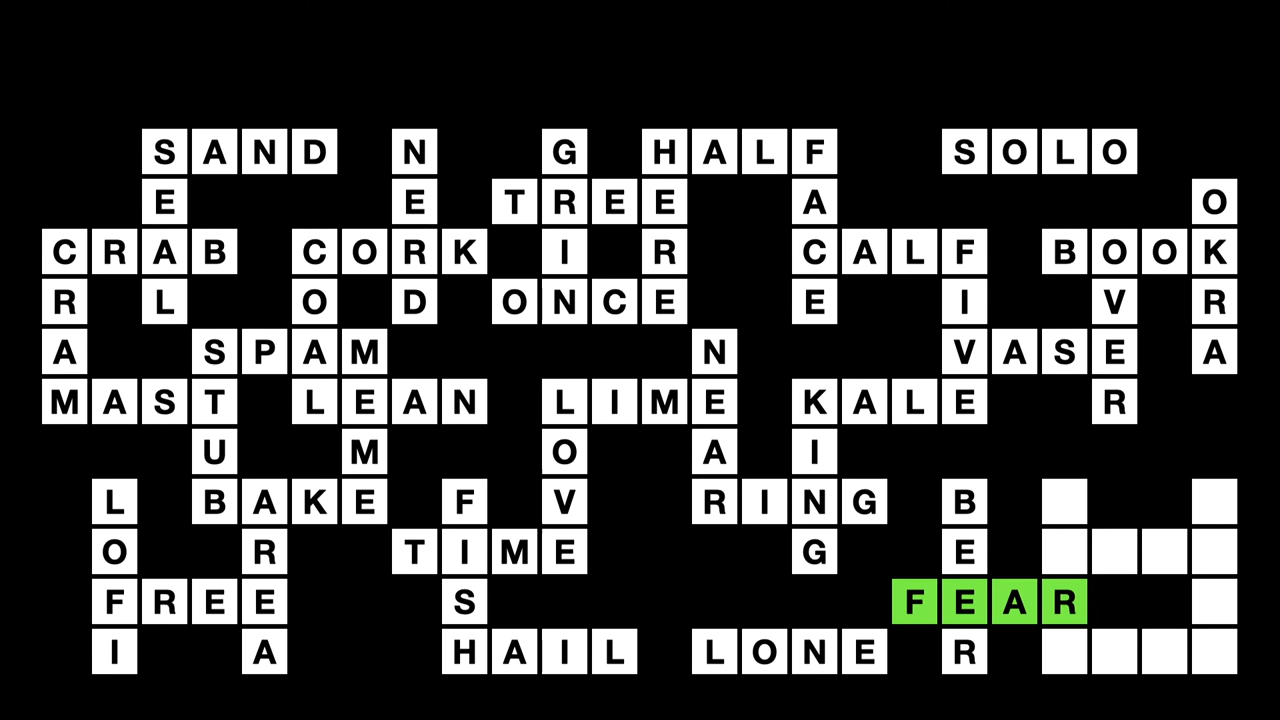 SAND N G HALF SOLO
E E TREE A O
CRAB CORK I R CALF BOOK
R L O D ONCE E I V R
A SPAM N VASE A
MAST LEAN LIME KALE R
U M O A I
L BAKE F V RING B
O R TIME G E
FREE S FEAR
I A HAIL LONE R